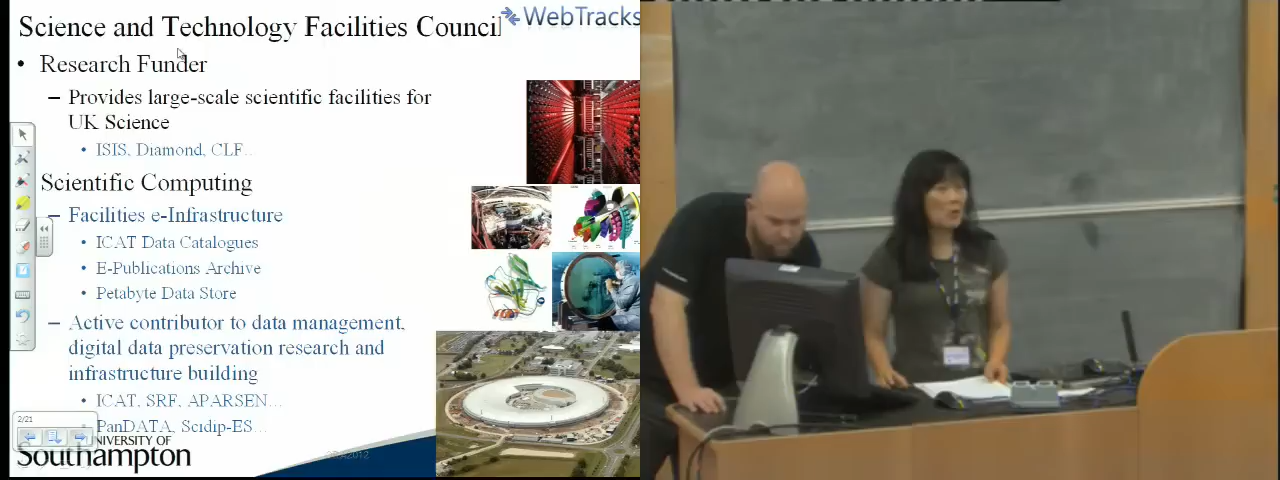 Science and Technology Facilities Council
WebTracks
• Research Funder
– Provides large-scale scientific facilities for
UK Science
• ISIS, Diamond, CLF..
Scientific Computing
– Facilities e-Infrastructure
• ICAT Data Catalogues
• E-Publications Archive
• Petabyte Data Store
– Active contributor to data management,
digital data preservation research and
infrastructure building
• ICAT, SRF, APARSEN...
PanDATA, Scidip-ES...
2/21
UNIVERSITY OF
Southampton